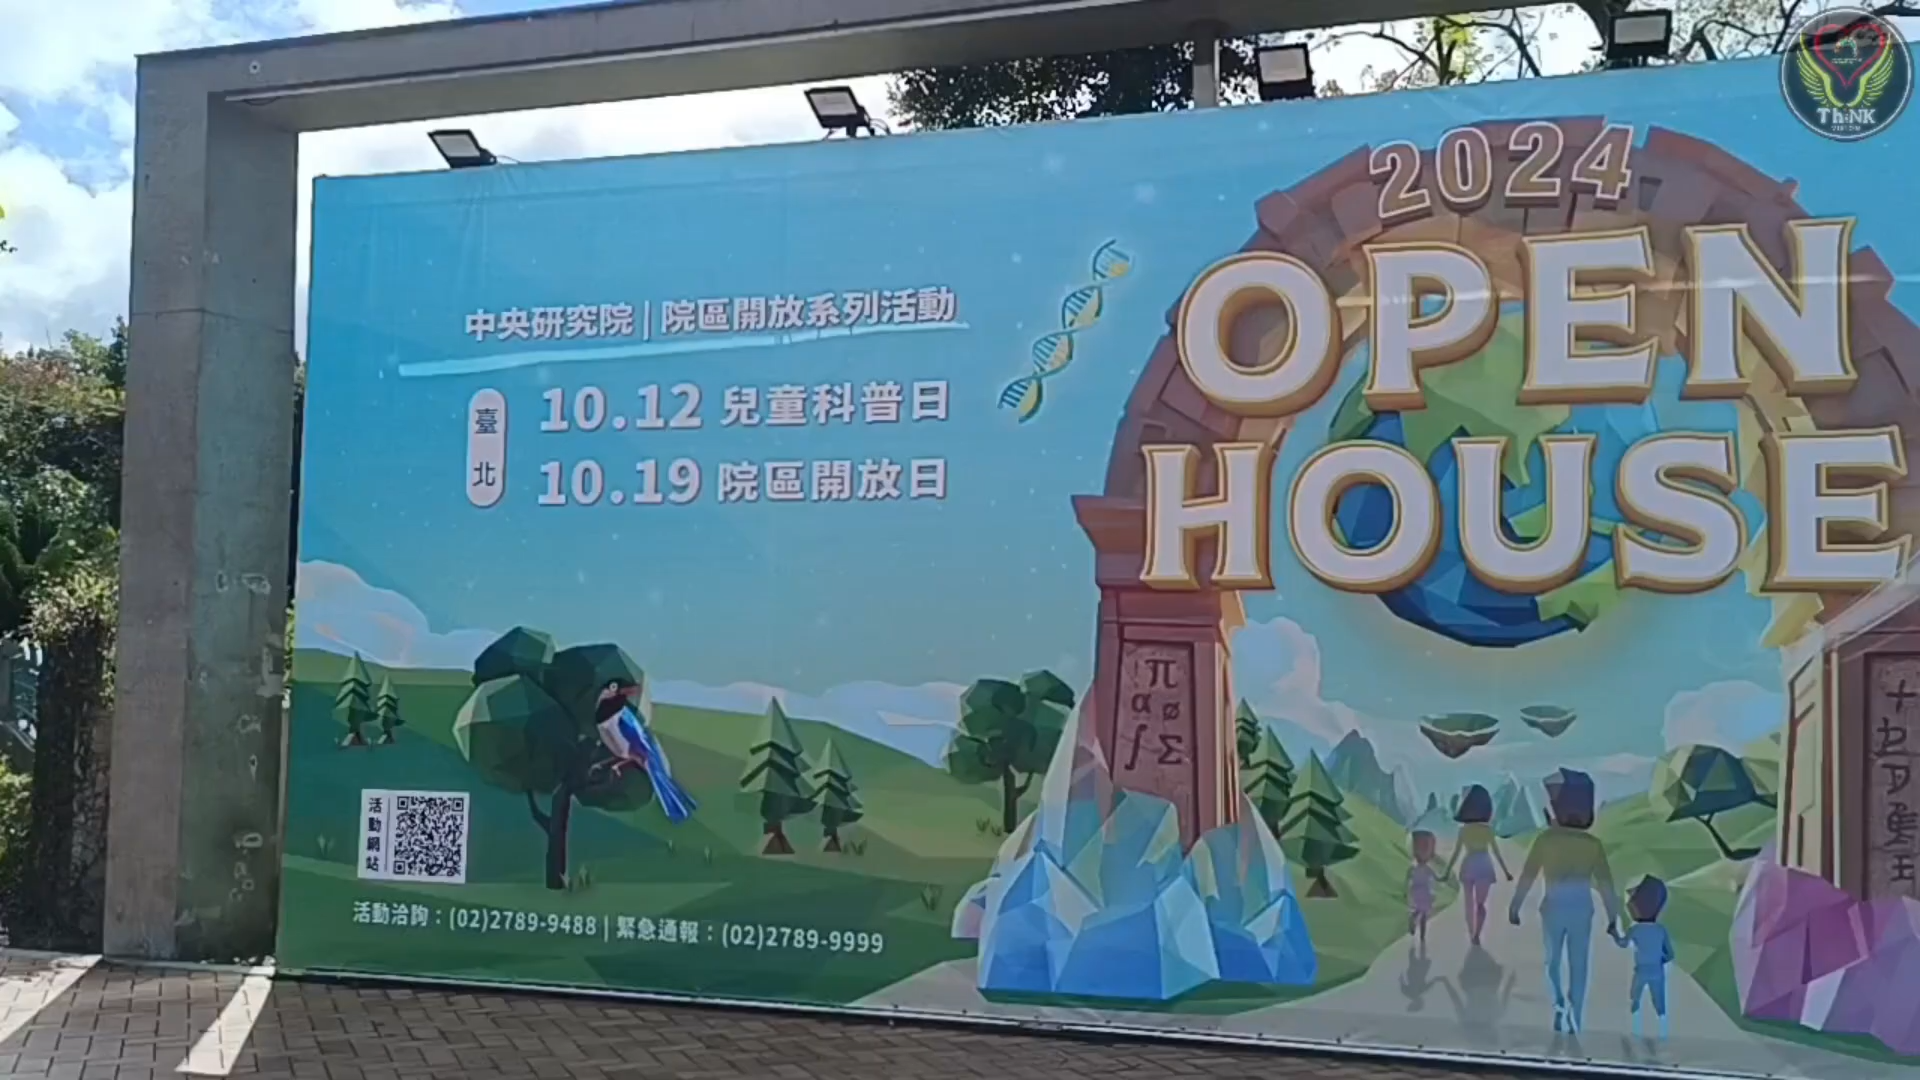 2024
OPEN
HOUSE
中央研究院 | 院區開放系列活動
臺北
10.12 兒童科普日
10.19 院區開放日
π
α ø
∫ Σ
活動網站
活動洽詢：(02)2789-9488 | 緊急通報：(02)2789-9999
ThiNK